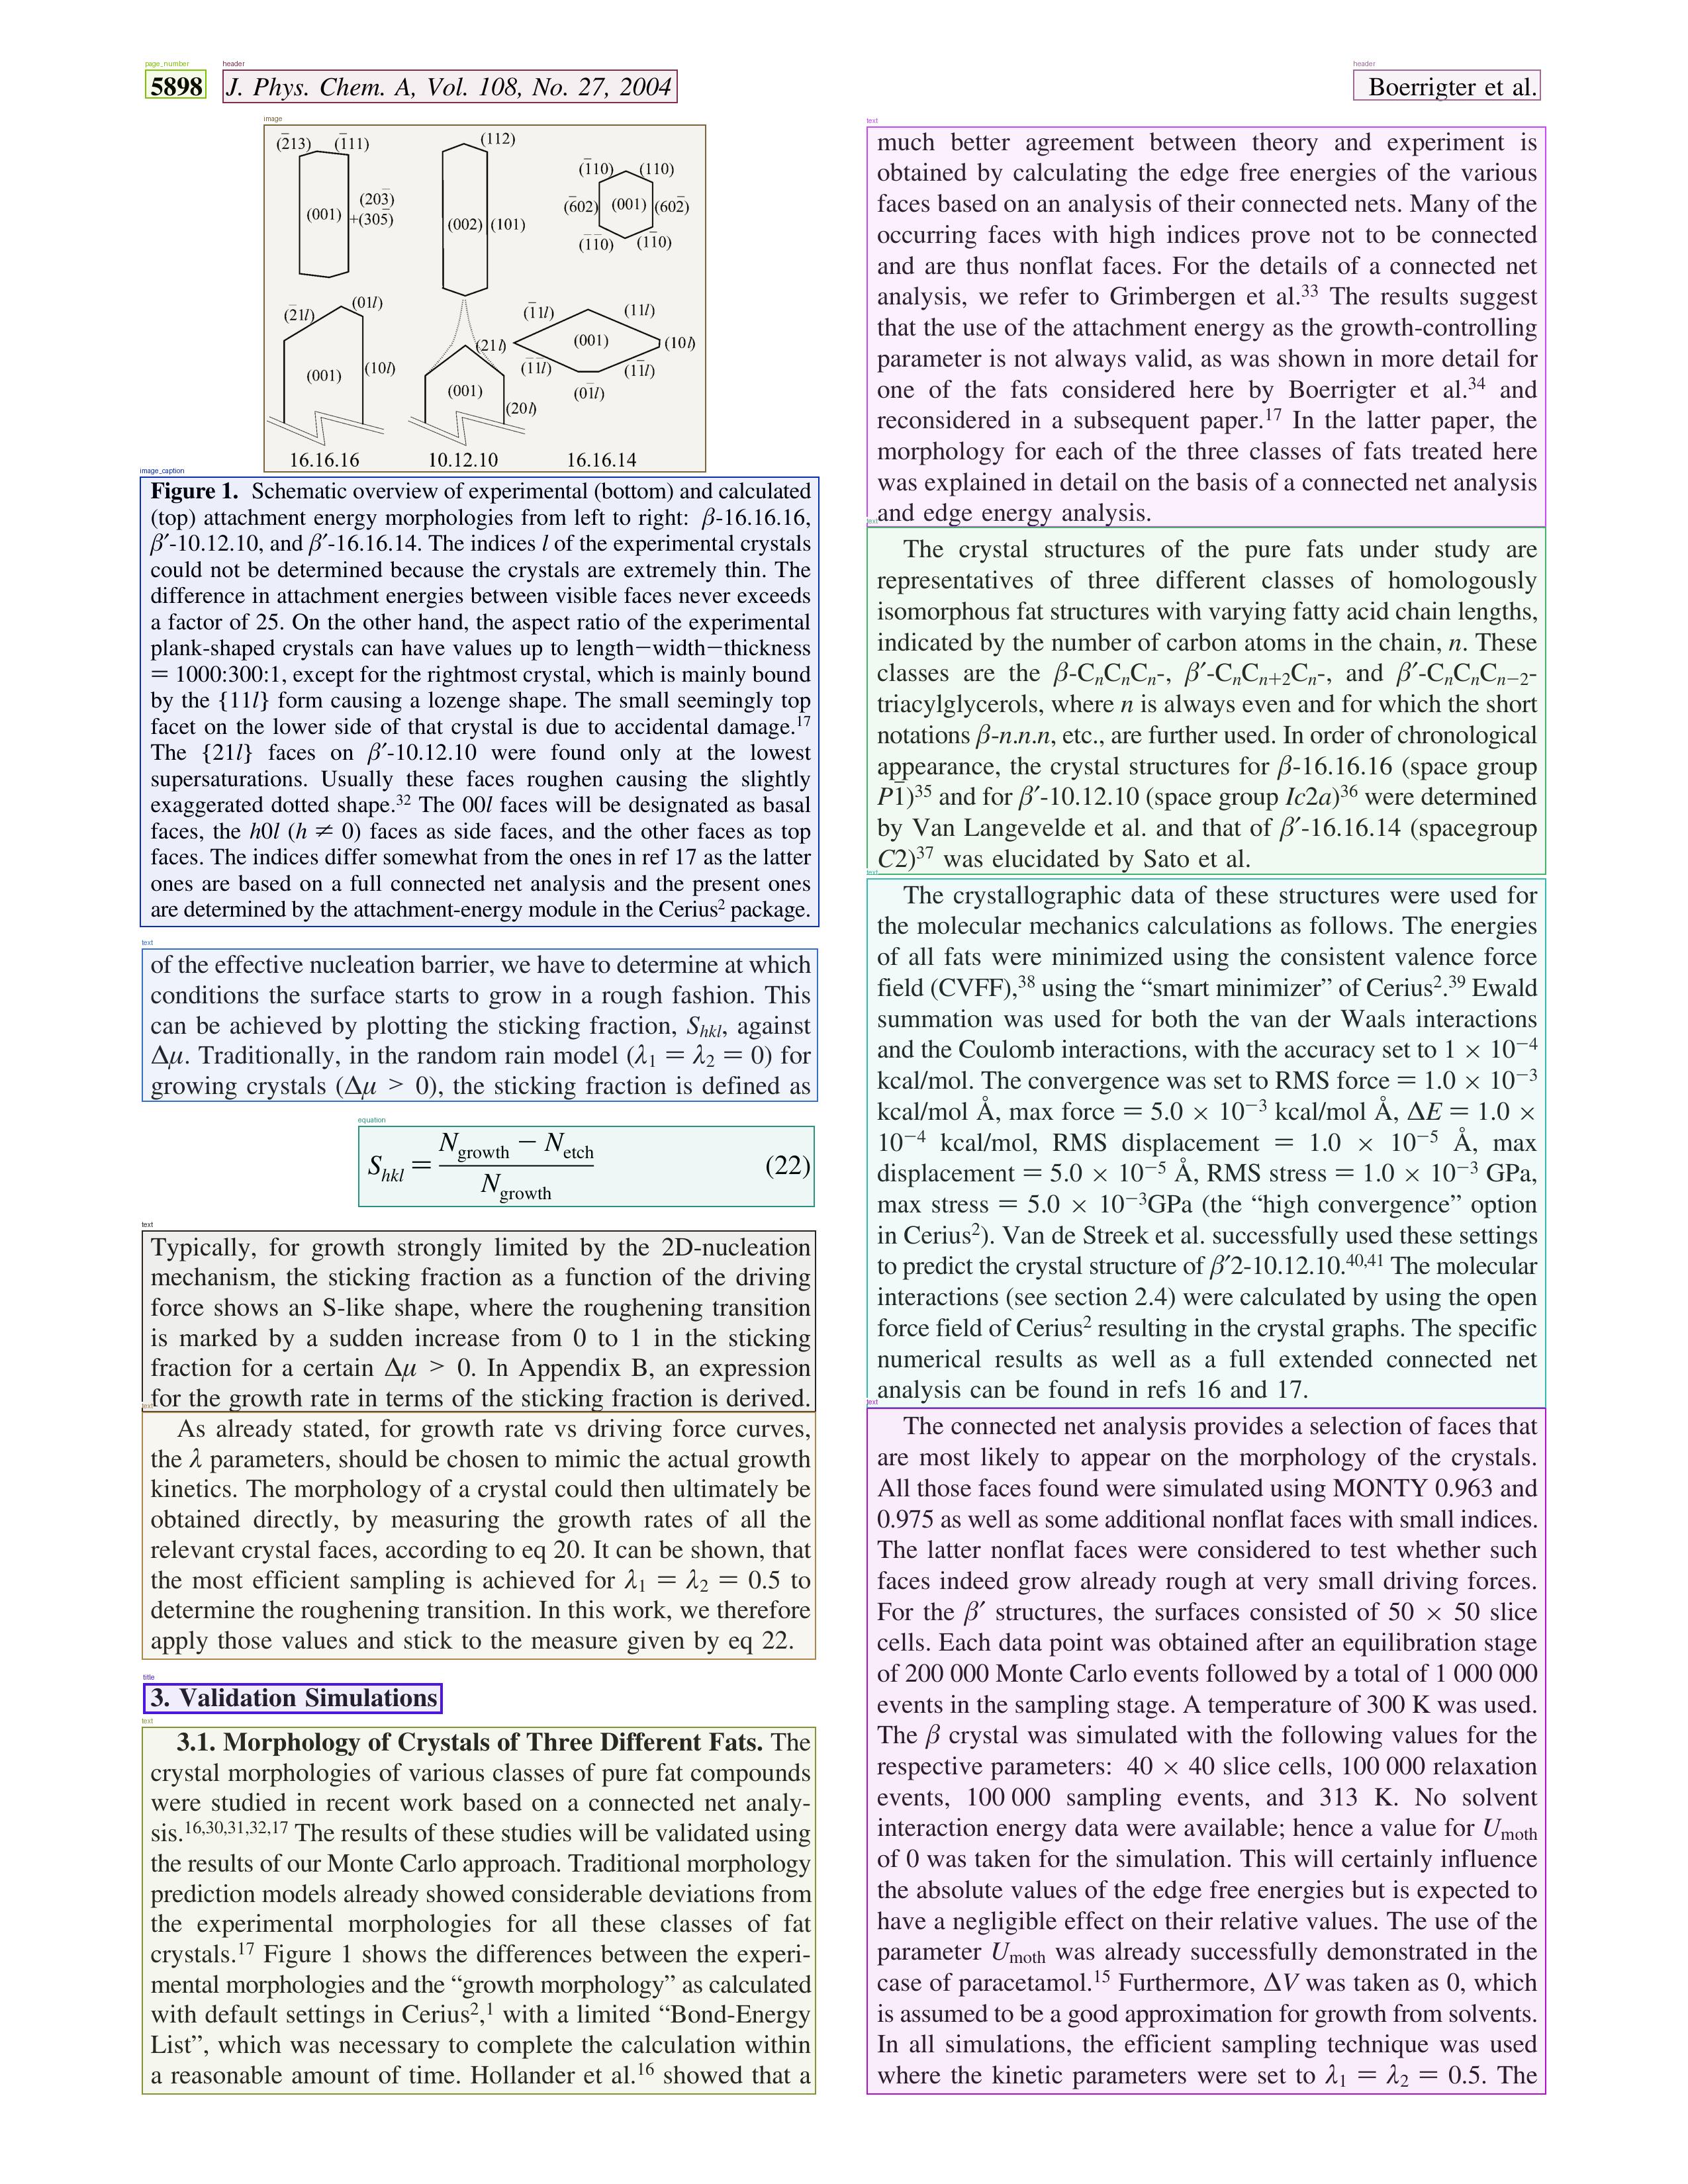 page_number
header
header
5898
J. Phys. Chem. A, Vol. 108, No. 27, 2004
Boerrigter et al.
image
(2̅13)
(1̅11)
(001)
(203̅)
+(305̅)
(112)
(002)
(101)
(1̅10)
(110)
(6̅02)
(001)
(602̅)
(1̅1̅0)
(11̅0)
(2̅1l)
(01l)
(001)
(10l)
(21l)
(001)
(20l)
(1̅1l)
(11l)
(001)
(10l)
(1̅1̅l)
(11̅l)
(01̅l)
16.16.16
10.12.10
16.16.14
image_caption
Figure 1. Schematic overview of experimental (bottom) and calculated
(top) attachment energy morphologies from left to right: β-16.16.16,
β′-10.12.10, and β′-16.16.14. The indices l of the experimental crystals
could not be determined because the crystals are extremely thin. The
difference in attachment energies between visible faces never exceeds
a factor of 25. On the other hand, the aspect ratio of the experimental
plank-shaped crystals can have values up to length−width−thickness
= 1000:300:1, except for the rightmost crystal, which is mainly bound
by the {11l} form causing a lozenge shape. The small seemingly top
facet on the lower side of that crystal is due to accidental damage.¹⁷
The {21l} faces on β′-10.12.10 were found only at the lowest
supersaturations. Usually these faces roughen causing the slightly
exaggerated dotted shape.³² The 00l faces will be designated as basal
faces, the h0l (h ≠ 0) faces as side faces, and the other faces as top
faces. The indices differ somewhat from the ones in ref 17 as the latter
ones are based on a full connected net analysis and the present ones
are determined by the attachment-energy module in the Cerius² package.
text
of the effective nucleation barrier, we have to determine at which
conditions the surface starts to grow in a rough fashion. This
can be achieved by plotting the sticking fraction, S_hkl, against
Δμ. Traditionally, in the random rain model (λ₁ = λ₂ = 0) for
growing crystals (Δμ > 0), the sticking fraction is defined as
equation
S_hkl = (N_growth − N_etch) / N_growth (22)
text
Typically, for growth strongly limited by the 2D-nucleation
mechanism, the sticking fraction as a function of the driving
force shows an S-like shape, where the roughening transition
is marked by a sudden increase from 0 to 1 in the sticking
fraction for a certain Δμ > 0. In Appendix B, an expression
for the growth rate in terms of the sticking fraction is derived.
text
As already stated, for growth rate vs driving force curves,
the λ parameters, should be chosen to mimic the actual growth
kinetics. The morphology of a crystal could then ultimately be
obtained directly, by measuring the growth rates of all the
relevant crystal faces, according to eq 20. It can be shown, that
the most efficient sampling is achieved for λ₁ = λ₂ = 0.5 to
determine the roughening transition. In this work, we therefore
apply those values and stick to the measure given by eq 22.
title
3. Validation Simulations
text
3.1. Morphology of Crystals of Three Different Fats. The
crystal morphologies of various classes of pure fat compounds
were studied in recent work based on a connected net analy-
sis.¹⁶,³⁰,³¹,³²,¹⁷ The results of these studies will be validated using
the results of our Monte Carlo approach. Traditional morphology
prediction models already showed considerable deviations from
the experimental morphologies for all these classes of fat
crystals.¹⁷ Figure 1 shows the differences between the experi-
mental morphologies and the “growth morphology” as calculated
with default settings in Cerius²,¹ with a limited “Bond-Energy
List”, which was necessary to complete the calculation within
a reasonable amount of time. Hollander et al.¹⁶ showed that a
text
much better agreement between theory and experiment is
obtained by calculating the edge free energies of the various
faces based on an analysis of their connected nets. Many of the
occurring faces with high indices prove not to be connected
and are thus nonflat faces. For the details of a connected net
analysis, we refer to Grimbergen et al.³³ The results suggest
that the use of the attachment energy as the growth-controlling
parameter is not always valid, as was shown in more detail for
one of the fats considered here by Boerrigter et al.³⁴ and
reconsidered in a subsequent paper.¹⁷ In the latter paper, the
morphology for each of the three classes of fats treated here
was explained in detail on the basis of a connected net analysis
and edge energy analysis.
text
The crystal structures of the pure fats under study are
representatives of three different classes of homologously
isomorphous fat structures with varying fatty acid chain lengths,
indicated by the number of carbon atoms in the chain, n. These
classes are the β-CₙCₙCₙ-, β′-CₙCₙ₊₂Cₙ-, and β′-CₙCₙCₙ₋₂-
triacylglycerols, where n is always even and for which the short
notations β-n.n.n, etc., are further used. In order of chronological
appearance, the crystal structures for β-16.16.16 (space group
P1̅)³⁵ and for β′-10.12.10 (space group Ic2a)³⁶ were determined
by Van Langevelde et al. and that of β′-16.16.14 (spacegroup
C2)³⁷ was elucidated by Sato et al.
text
The crystallographic data of these structures were used for
the molecular mechanics calculations as follows. The energies
of all fats were minimized using the consistent valence force
field (CVFF),³⁸ using the “smart minimizer” of Cerius².³⁹ Ewald
summation was used for both the van der Waals interactions
and the Coulomb interactions, with the accuracy set to 1 × 10⁻⁴
kcal/mol. The convergence was set to RMS force = 1.0 × 10⁻³
kcal/mol Å, max force = 5.0 × 10⁻³ kcal/mol Å, ΔE = 1.0 ×
10⁻⁴ kcal/mol, RMS displacement = 1.0 × 10⁻⁵ Å, max
displacement = 5.0 × 10⁻⁵ Å, RMS stress = 1.0 × 10⁻³ GPa,
max stress = 5.0 × 10⁻³GPa (the “high convergence” option
in Cerius²). Van de Streek et al. successfully used these settings
to predict the crystal structure of β′2-10.12.10.⁴⁰,⁴¹ The molecular
interactions (see section 2.4) were calculated by using the open
force field of Cerius² resulting in the crystal graphs. The specific
numerical results as well as a full extended connected net
analysis can be found in refs 16 and 17.
text
The connected net analysis provides a selection of faces that
are most likely to appear on the morphology of the crystals.
All those faces found were simulated using MONTY 0.963 and
0.975 as well as some additional nonflat faces with small indices.
The latter nonflat faces were considered to test whether such
faces indeed grow already rough at very small driving forces.
For the β′ structures, the surfaces consisted of 50 × 50 slice
cells. Each data point was obtained after an equilibration stage
of 200 000 Monte Carlo events followed by a total of 1 000 000
events in the sampling stage. A temperature of 300 K was used.
The β crystal was simulated with the following values for the
respective parameters: 40 × 40 slice cells, 100 000 relaxation
events, 100 000 sampling events, and 313 K. No solvent
interaction energy data were available; hence a value for U_moth
of 0 was taken for the simulation. This will certainly influence
the absolute values of the edge free energies but is expected to
have a negligible effect on their relative values. The use of the
parameter U_moth was already successfully demonstrated in the
case of paracetamol.¹⁵ Furthermore, ΔV was taken as 0, which
is assumed to be a good approximation for growth from solvents.
In all simulations, the efficient sampling technique was used
where the kinetic parameters were set to λ₁ = λ₂ = 0.5. The